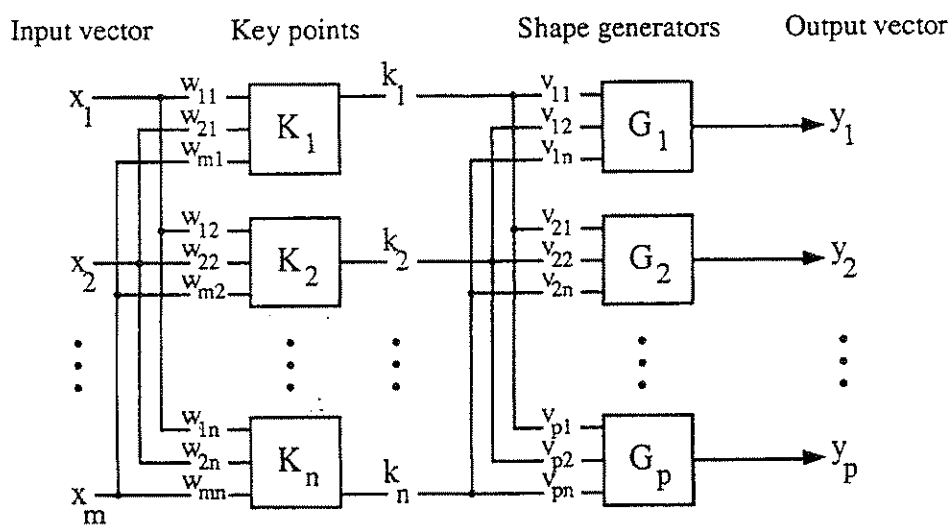 Input vector Key points Shape generators Output vector
x1 w11 K1 k1 v11 G1 y1
w21 v12
wm1 v1n
w12 v21
x2 w22 K2 k2 v22 G2 y2
wm2 v2n
w1n vp1
w2n Kn vp2 Gp yp
xm wmn kn vpn